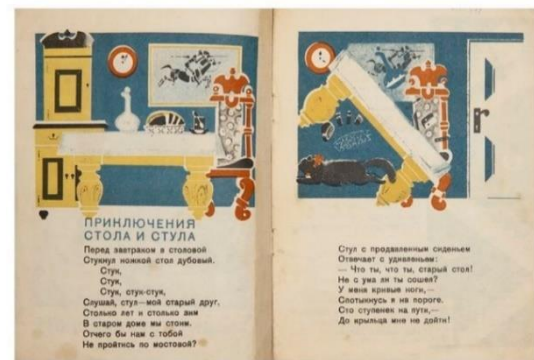 ПРИКЛЮЧЕНИЯ
СТОЛА И СТУЛА
Перед завтраком в столовой
Стукнул ножкой стол дубовый.
Стук,
Стук,
Стук, стук-стук,
Слушай, стул—мой старый друг,
Столько лет и столько зим
В старом доме мы стоим.
Отчего бы нам с тобой
Не пройтись по мостовой?
Стул с продавленным сиденьем
Отвечает с удивленьем:
— Что ты, что ты, старый стол!
Не с ума ли ты сошел?
У меня кривые ноги,—
Спотыкнусь я на пороге.
Сто ступенек на пути,—
До крыльца мне не дойти!